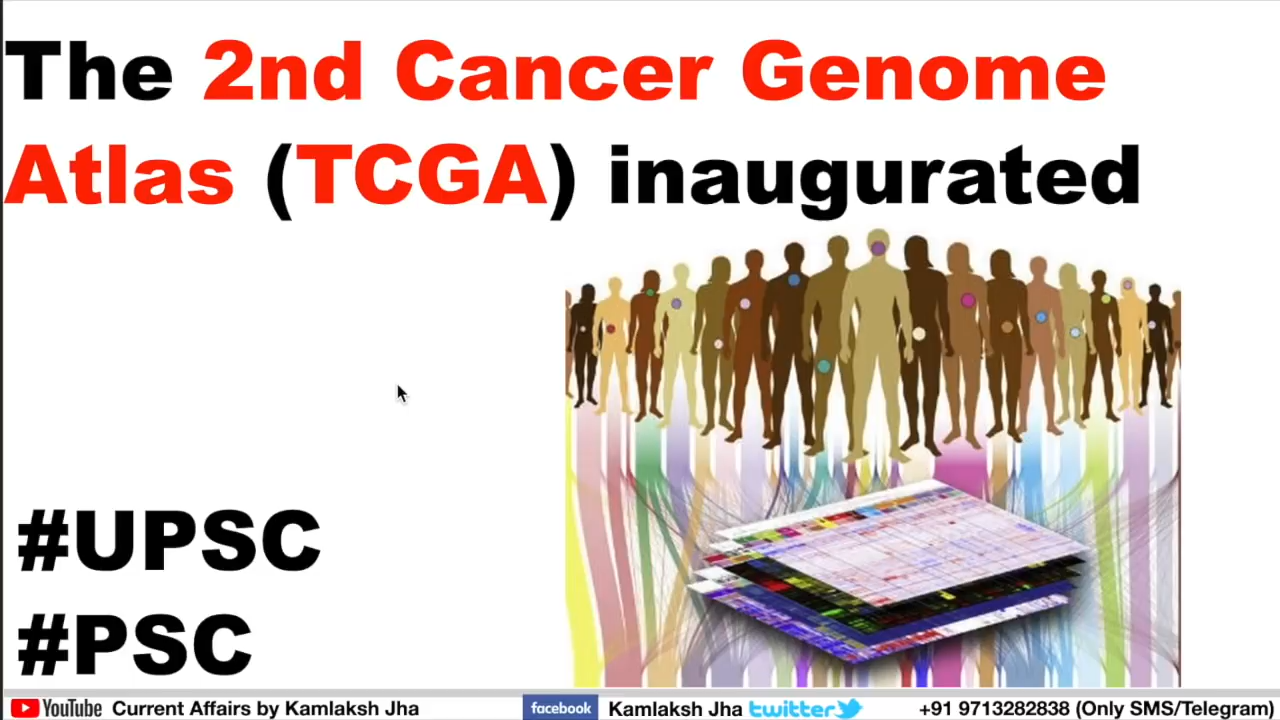 The 2nd Cancer Genome
Atlas (TCGA) inaugurated
#UPSC
#PSC
YouTube Current Affairs by Kamlaksh Jha facebook Kamlaksh Jha twitter +91 9713282838 (Only SMS/Telegram)